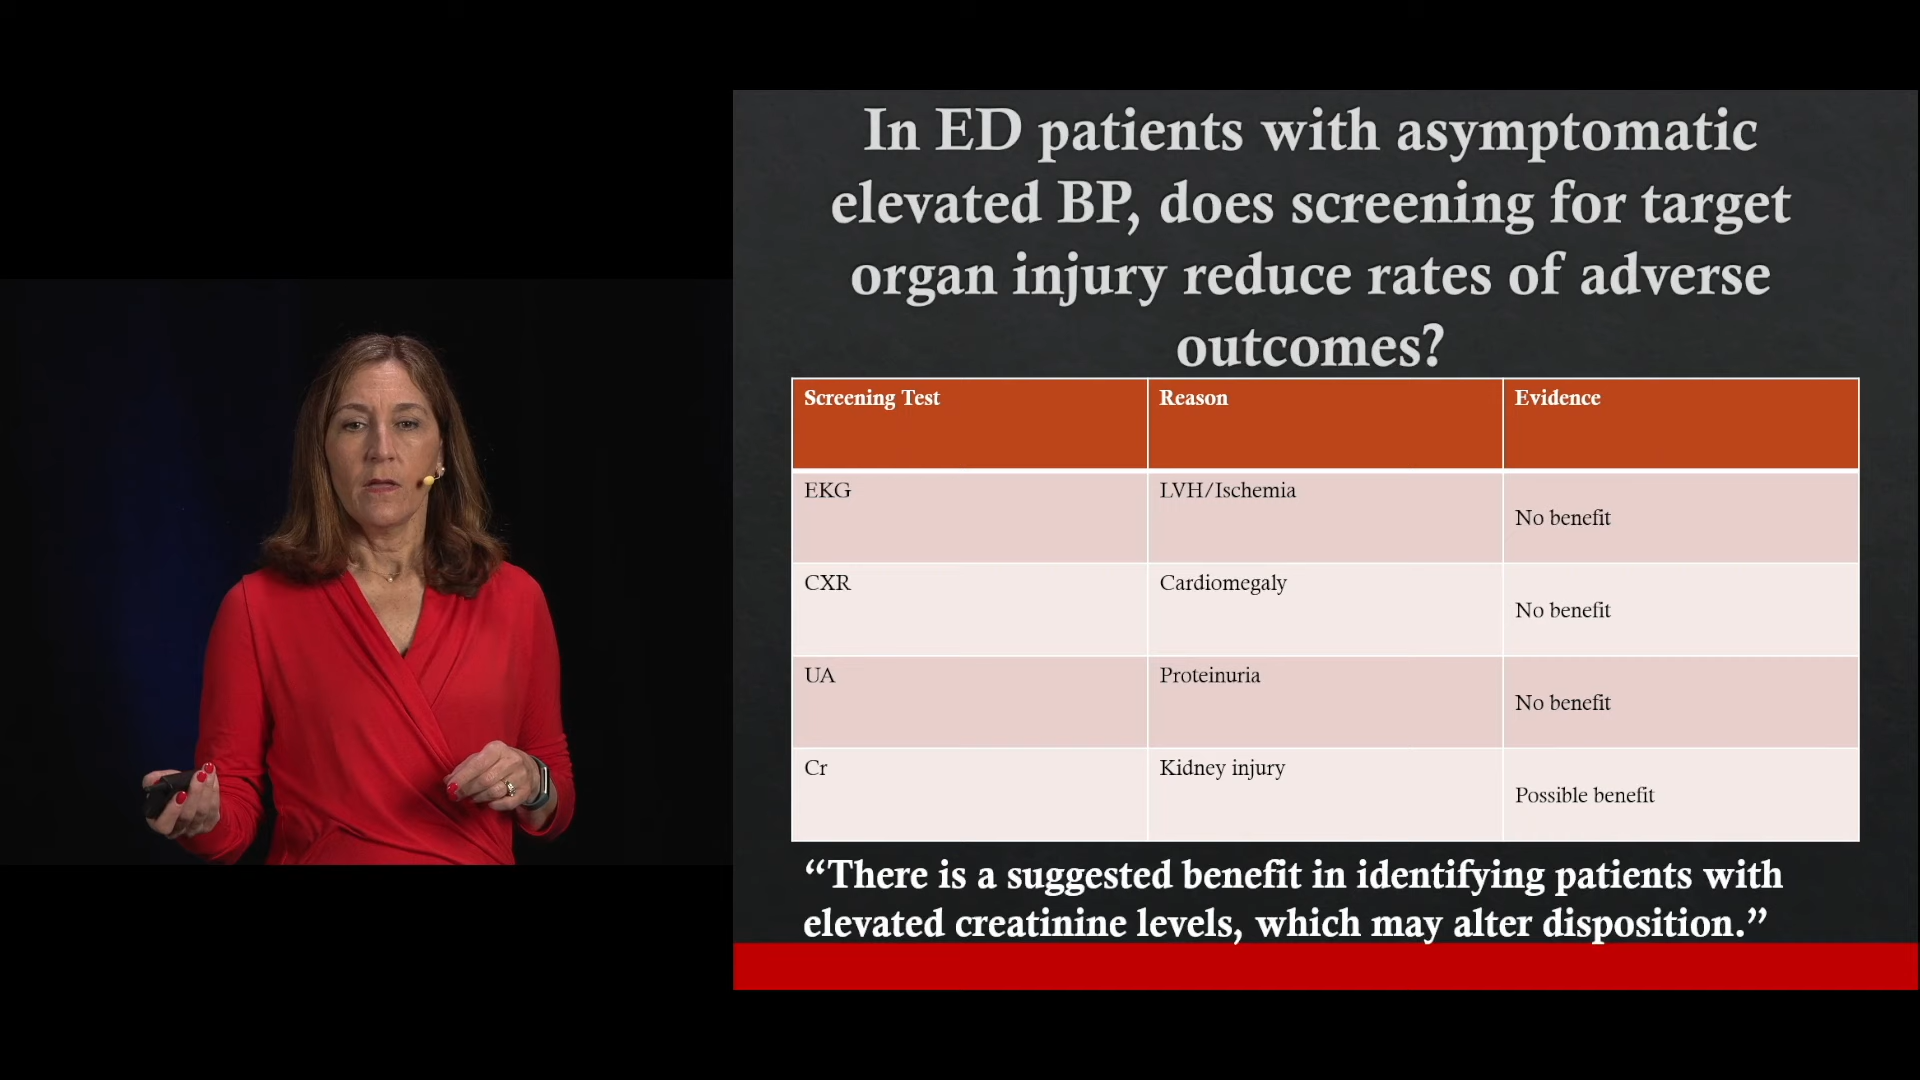 In ED patients with asymptomatic
elevated BP, does screening for target
organ injury reduce rates of adverse
outcomes?
Screening Test Reason Evidence
EKG LVH/Ischemia No benefit
CXR Cardiomegaly No benefit
UA Proteinuria No benefit
Cr Kidney injury Possible benefit
“There is a suggested benefit in identifying patients with
elevated creatinine levels, which may alter disposition.”